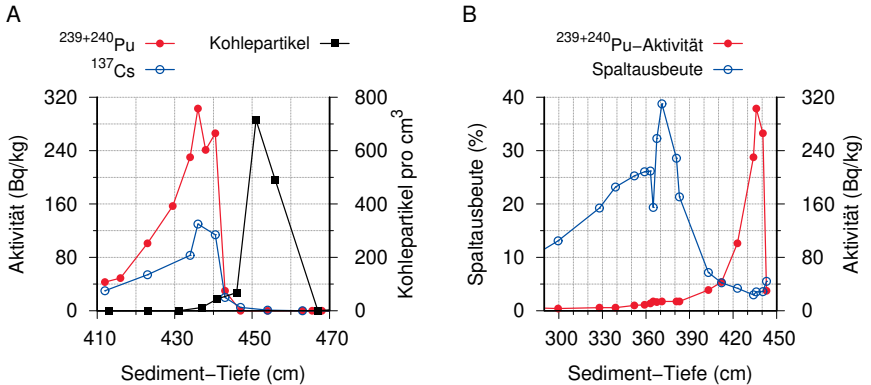 A
²³⁹⁺²⁴⁰Pu
¹³⁷Cs
Kohlepartikel
Aktivität (Bq/kg)
320
240
160
80
0
800
600
400
200
0
Kohlepartikel pro cm³
410 430 450 470
Sediment−Tiefe (cm)
B
²³⁹⁺²⁴⁰Pu−Aktivität
Spaltausbeute
Spaltausbeute (%)
40
30
20
10
0
320
240
160
80
0
Aktivität (Bq/kg)
300 330 360 390 420 450
Sediment−Tiefe (cm)